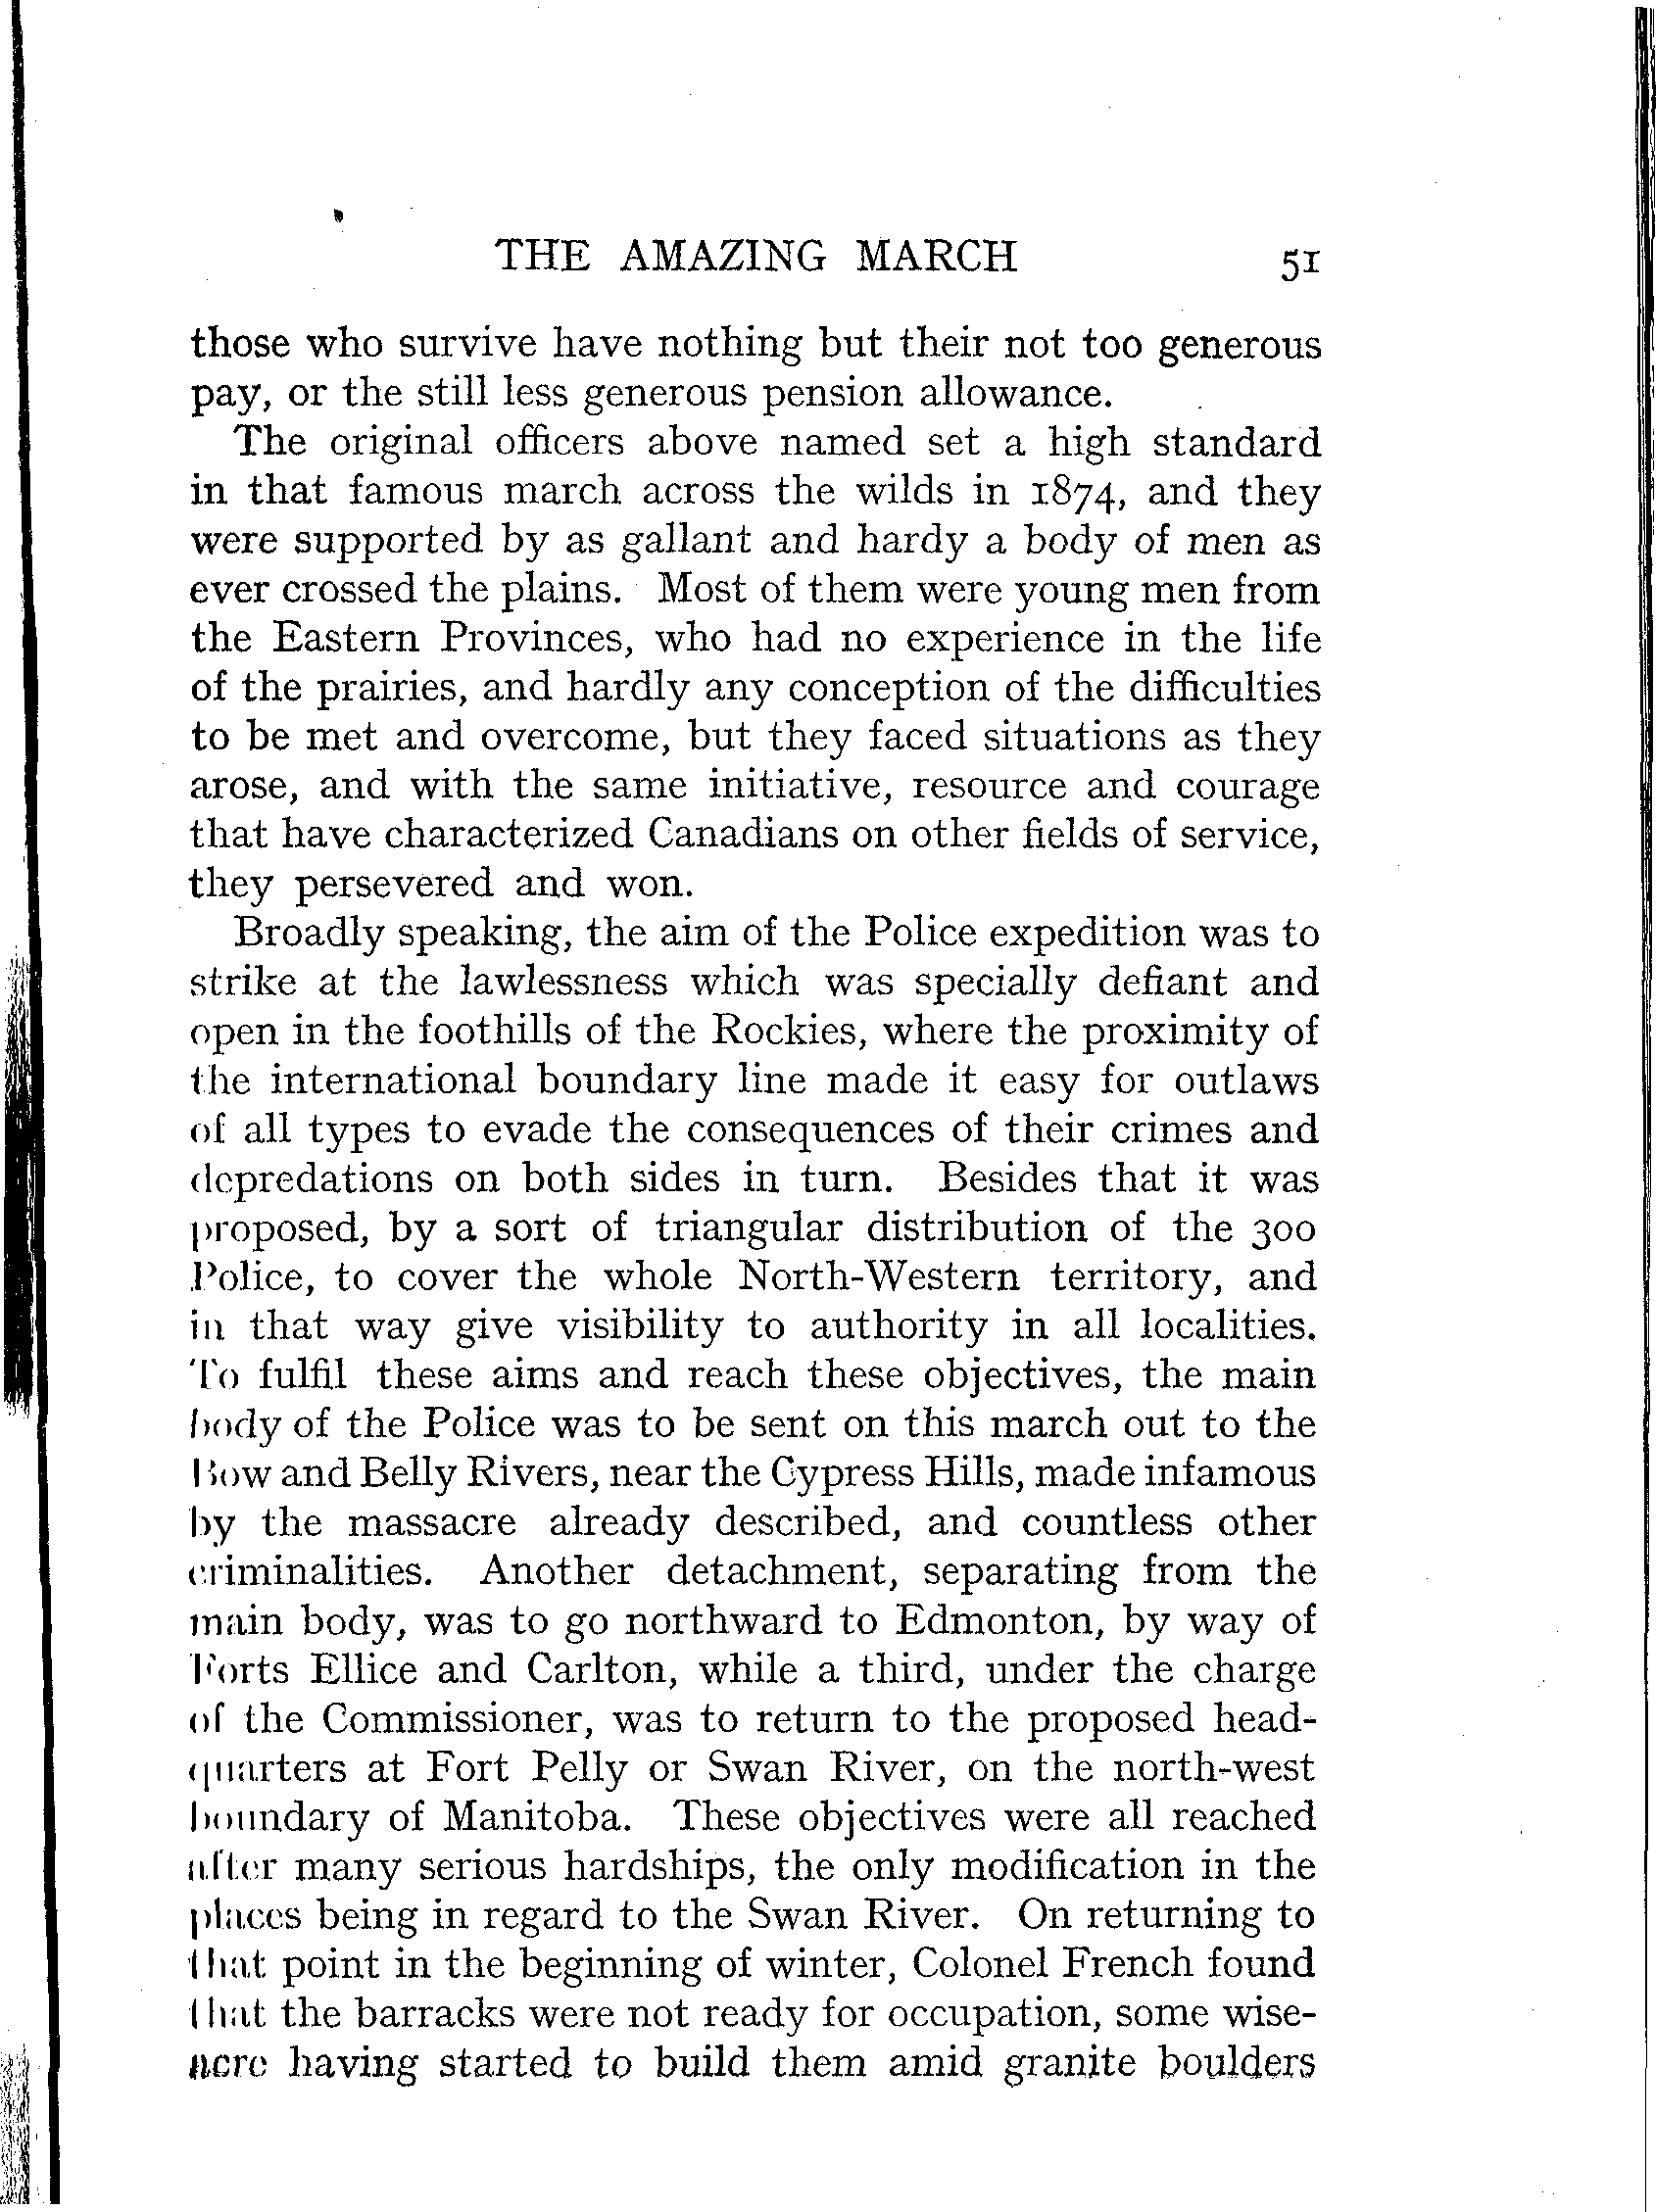 THE AMAZING MARCH 51
those who survive have nothing but their not too generous
pay, or the still less generous pension allowance.
The original officers above named set a high standard
in that famous march across the wilds in 1874, and they
were supported by as gallant and hardy a body of men as
ever crossed the plains. Most of them were young men from
the Eastern Provinces, who had no experience in the life
of the prairies, and hardly any conception of the difficulties
to be met and overcome, but they faced situations as they
arose, and with the same initiative, resource and courage
that have characterized Canadians on other fields of service,
they persevered and won.
Broadly speaking, the aim of the Police expedition was to
strike at the lawlessness which was specially defiant and
open in the foothills of the Rockies, where the proximity of
the international boundary line made it easy for outlaws
of all types to evade the consequences of their crimes and
depredations on both sides in turn. Besides that it was
proposed, by a sort of triangular distribution of the 300
Police, to cover the whole North-Western territory, and
in that way give visibility to authority in all localities.
To fulfil these aims and reach these objectives, the main
body of the Police was to be sent on this march out to the
Bow and Belly Rivers, near the Cypress Hills, made infamous
by the massacre already described, and countless other
criminalities. Another detachment, separating from the
main body, was to go northward to Edmonton, by way of
Forts Ellice and Carlton, while a third, under the charge
of the Commissioner, was to return to the proposed head-
quarters at Fort Pelly or Swan River, on the north-west
boundary of Manitoba. These objectives were all reached
after many serious hardships, the only modification in the
places being in regard to the Swan River. On returning to
that point in the beginning of winter, Colonel French found
that the barracks were not ready for occupation, some wise-
acre having started to build them amid granite boulders